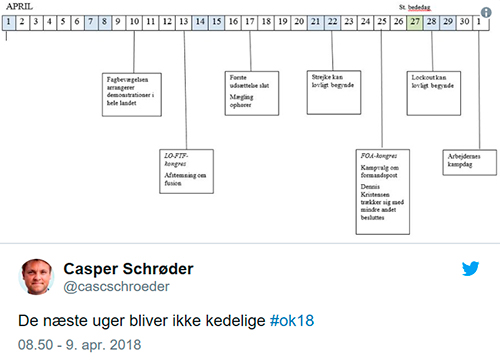 APRIL
St. bededag
1 2 3 4 5 6 7 8 9 10 11 12 13 14 15 16 17 18 19 20 21 22 23 24 25 26 27 28 29 30 1
Fagbevægelsen
arrangerer
demonstrationer i
hele landet
Første
udsættelse slut
Mægling
ophører
Strejke kan
lovligt begynde
Lockout kan
lovligt begynde
LO-FTF-
kongres
Afstemning om
fusion
FOA-kongres
Kampvalg om
formandspost
Dennis
Kristensen
trækker sig med
mindre andet
besluttes
Arbejdernes
kampdag
Casper Schrøder
@cascschroeder
De næste uger bliver ikke kedelige #ok18
08.50 - 9. apr. 2018